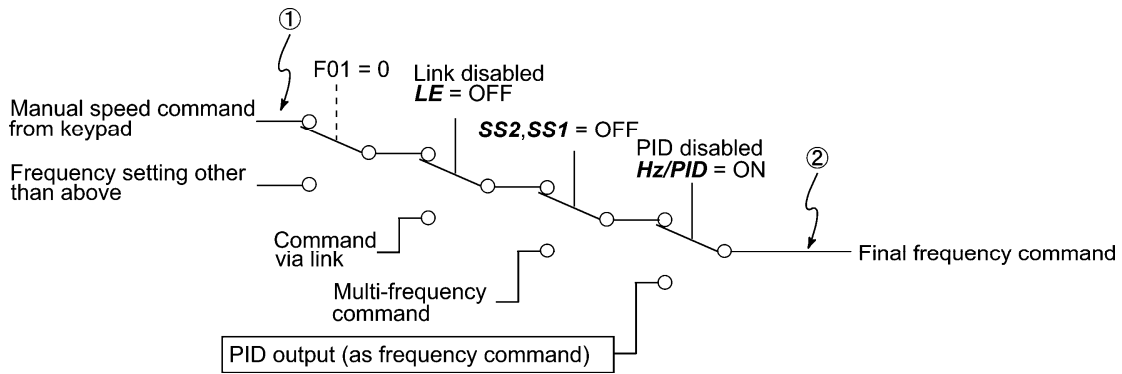 ①
F01 = 0
Link disabled
LE = OFF
Manual speed command
from keypad
SS2,SS1 = OFF
PID disabled
Hz/PID = ON
②
Frequency setting other
than above
Command
via link
Final frequency command
Multi-frequency
command
PID output (as frequency command)